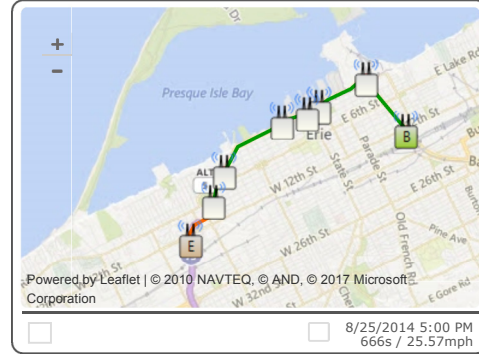 +
−
E Lake Rd
Presque Isle Bay
E 6th St
Erie
B
Parade St
State St
ALT
W 12th St
E 26th St
Old French Rd
Pine Ave
E
W 26th St
W 32nd St
E Gore Rd
Powered by Leaflet | © 2010 NAVTEQ, © AND, © 2017 Microsoft
Corporation
8/25/2014 5:00 PM
666s / 25.57mph